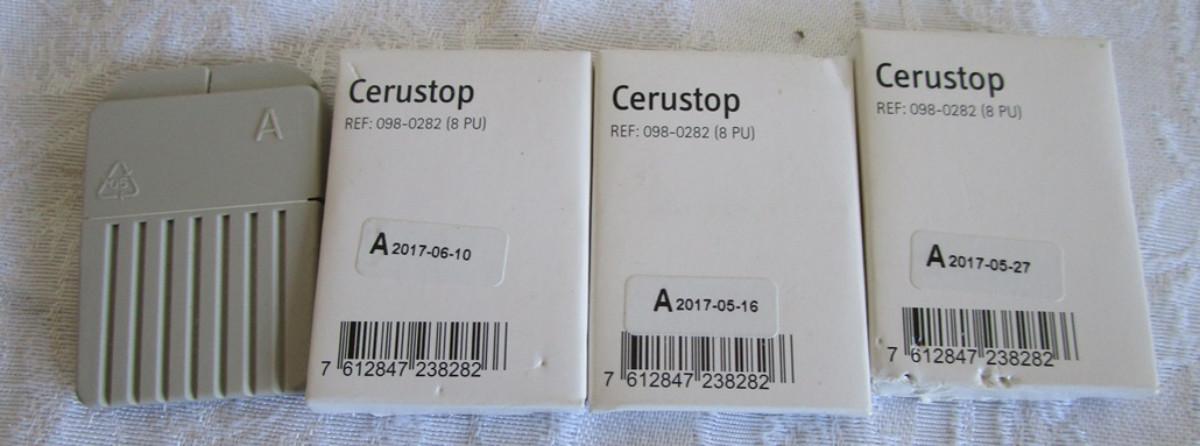 A
05
Cerustop
REF: 098-0282 (8 PU)
A 2017-06-10
7 612847 238282
Cerustop
REF: 098-0282 (8 PU)
A 2017-05-16
7 612847 238282
Cerustop
REF: 098-0282 (8 PU)
A 2017-05-27
7 612847 238282